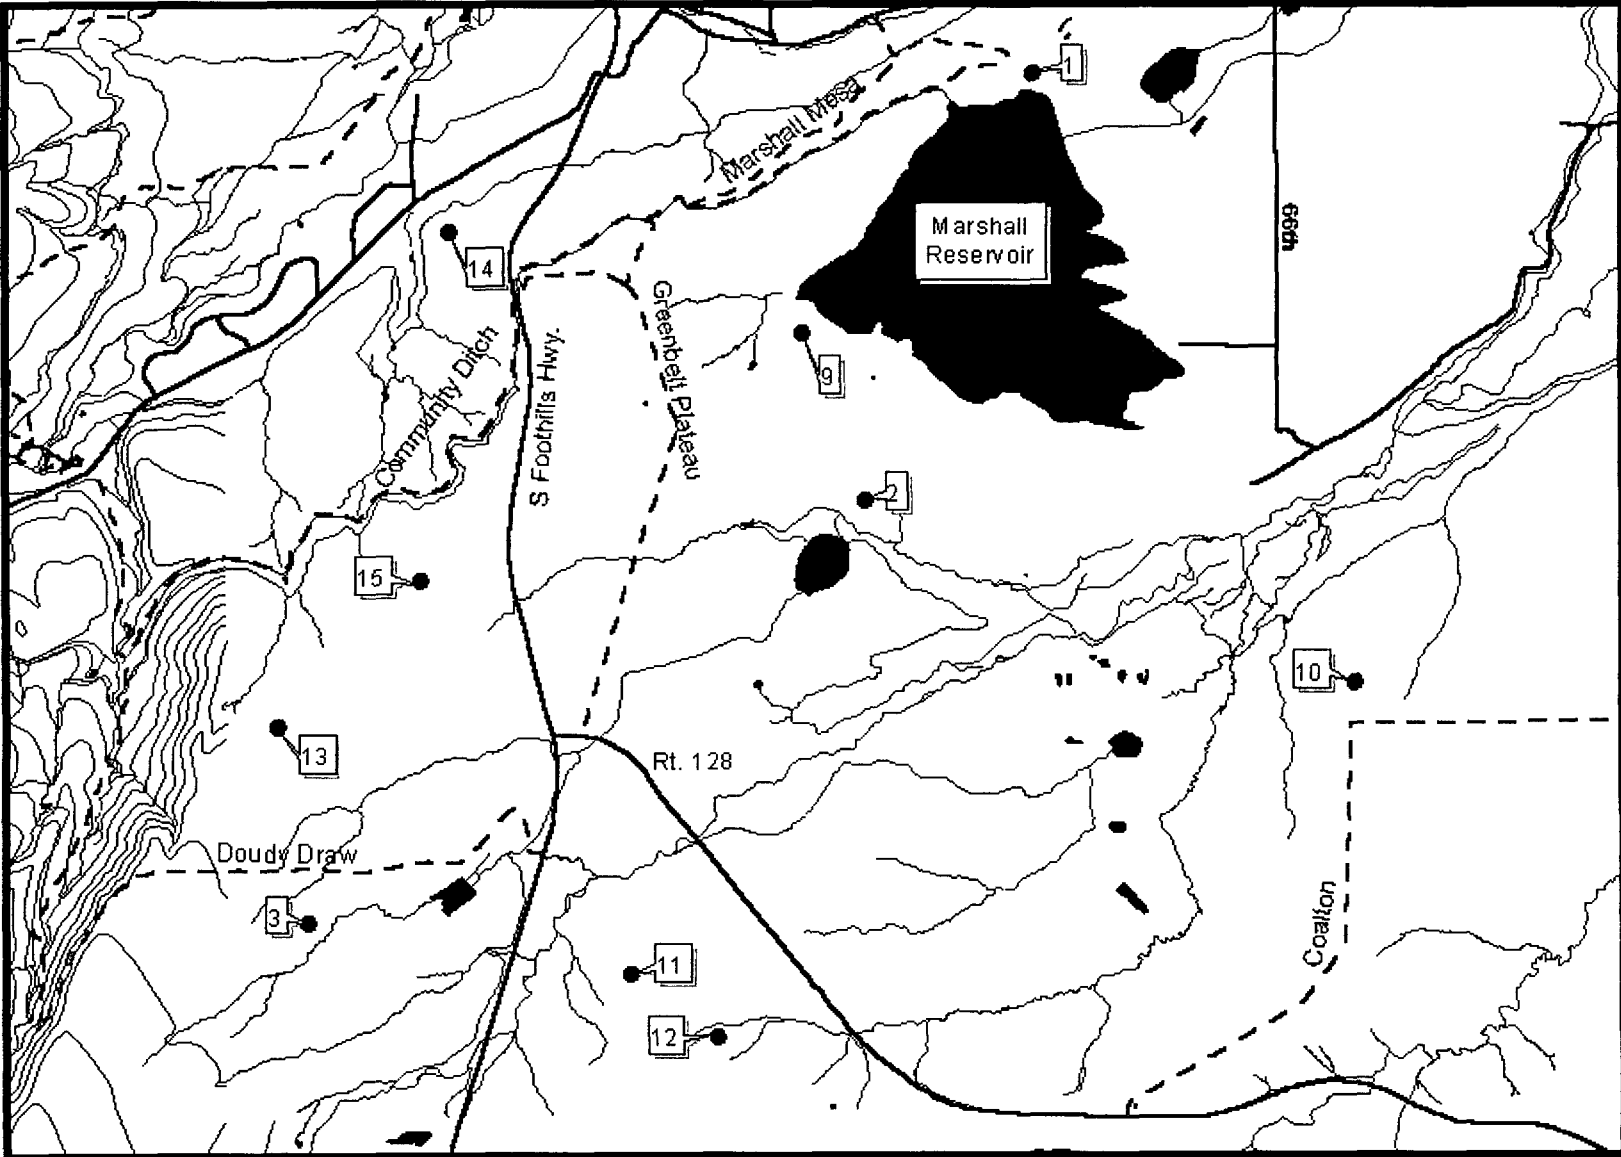 1
Marshall Mesa
Marshall
Reservoir
66th
14
Greenbelt Plateau
Community Ditch
S Foothills Hwy.
9
2
15
10
13
Rt. 128
Doudy Draw
3
Coalton
11
12